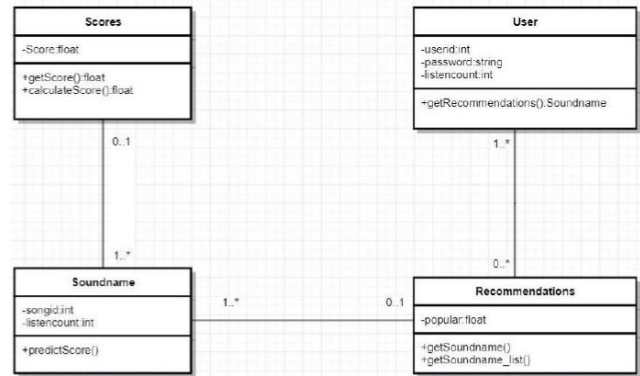 Scores
-Score:float
+getScore():float
+calculateScore():float
User
-userid:int
-password:string
-listencount:int
+getRecommendations():Soundname
0..1
1..*
1..*
0..*
Soundname
-songid:int
-listencount:int
+predictScore()
1..*
0..1
Recommendations
-popular:float
+getSoundname()
+getSoundname_list()